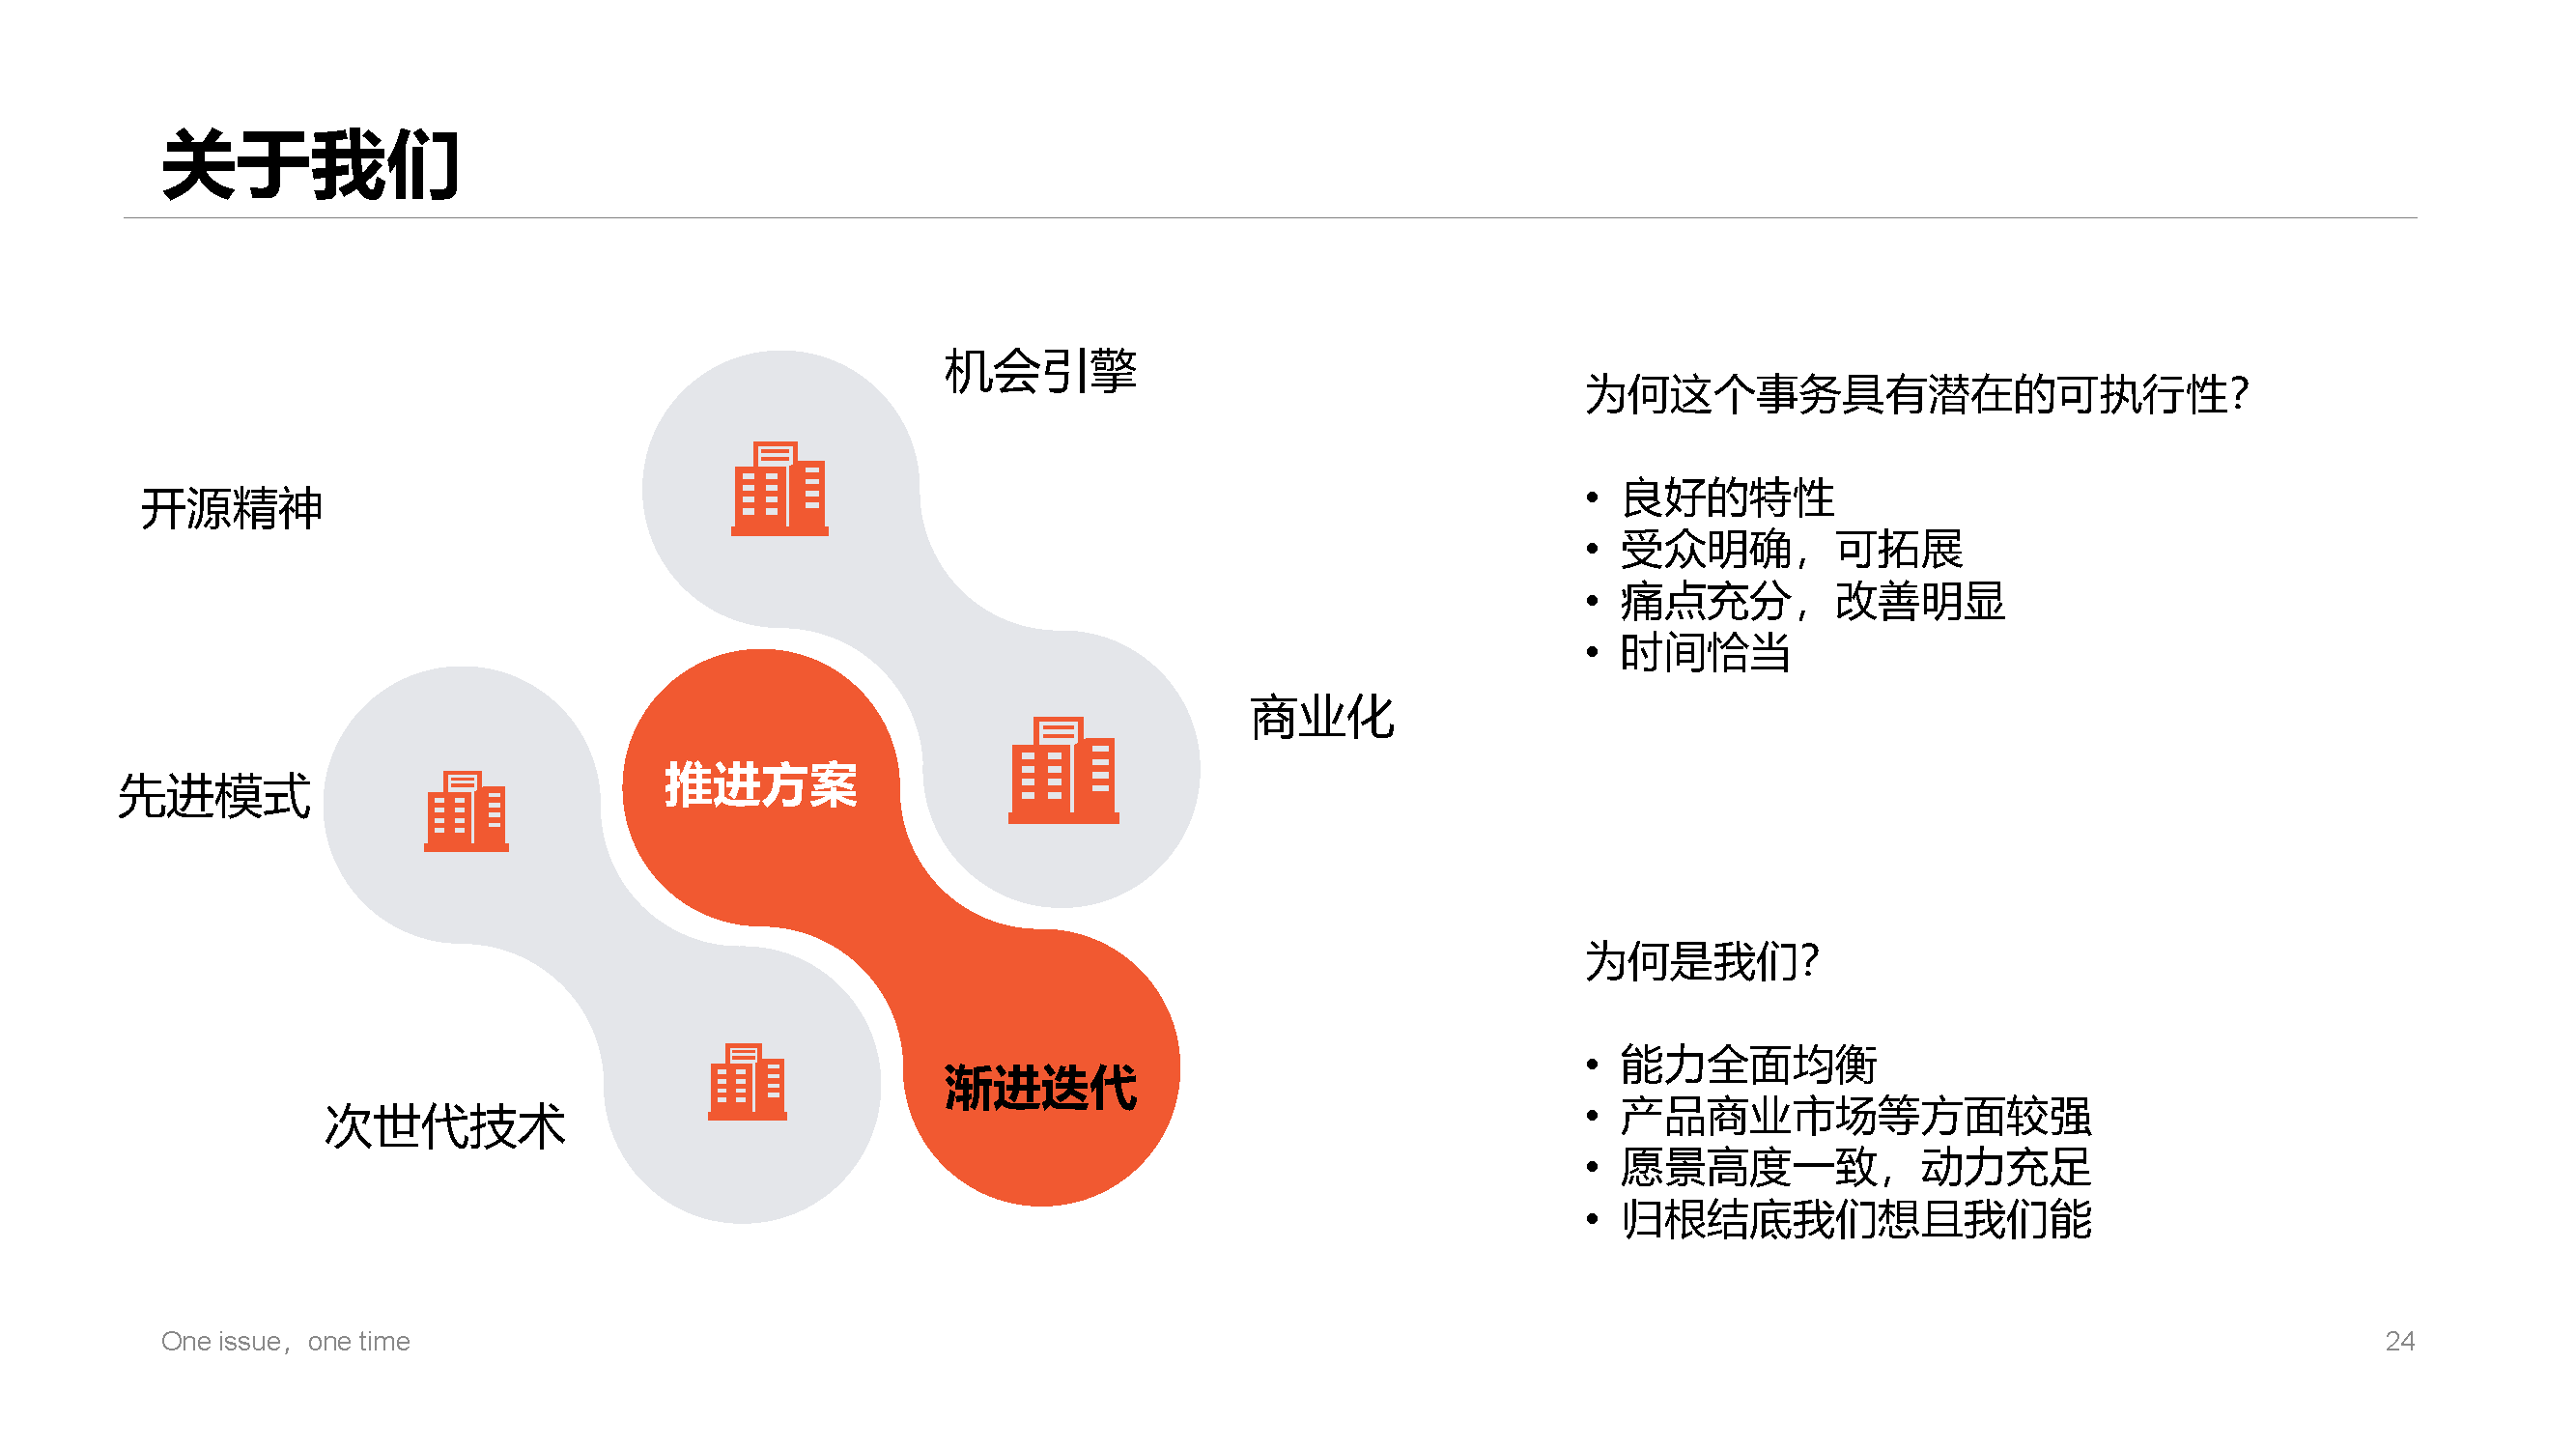 关于我们
机会引擎
开源精神
商业化
推进方案
先进模式
渐进迭代
次世代技术
为何这个事务具有潜在的可执行性？
• 良好的特性
• 受众明确，可拓展
• 痛点充分，改善明显
• 时间恰当
为何是我们？
• 能力全面均衡
• 产品商业市场等方面较强
• 愿景高度一致，动力充足
• 归根结底我们想且我们能
One issue，one time
24